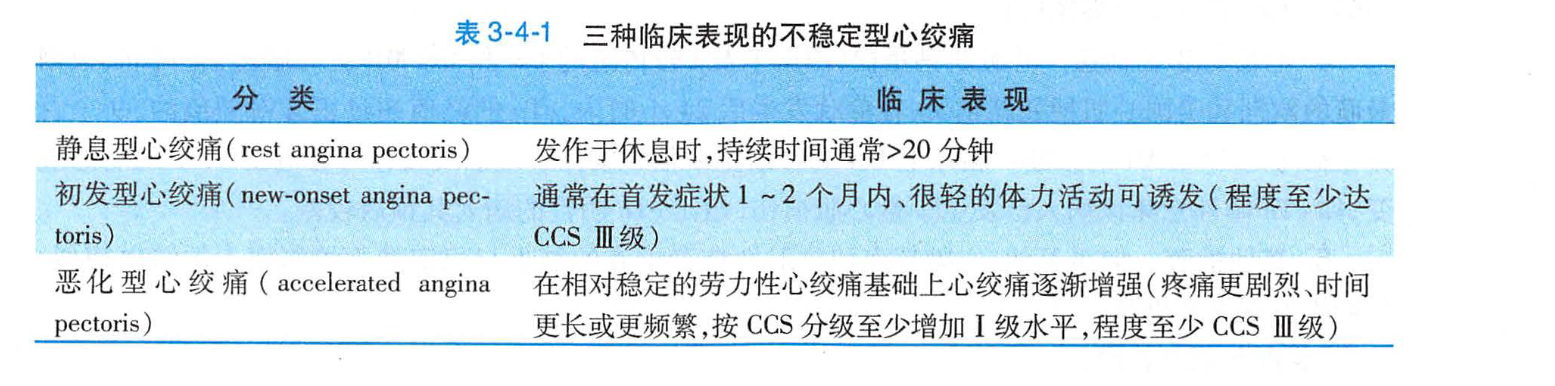 表 3-4-1 三种临床表现的不稳定型心绞痛
分 类 临 床 表 现
静息型心绞痛(rest angina pectoris) 发作于休息时,持续时间通常>20 分钟
初发型心绞痛(new-onset angina pec- 通常在首发症状 1 ~ 2 个月内、很轻的体力活动可诱发(程度至少达
toris) CCS Ⅲ级)
恶 化 型 心 绞 痛 ( accelerated angina 在相对稳定的劳力性心绞痛基础上心绞痛逐渐增强(疼痛更剧烈、时间
pectoris) 更长或更频繁,按 CCS 分级至少增加 Ⅰ 级水平,程度至少 CCS Ⅲ级)